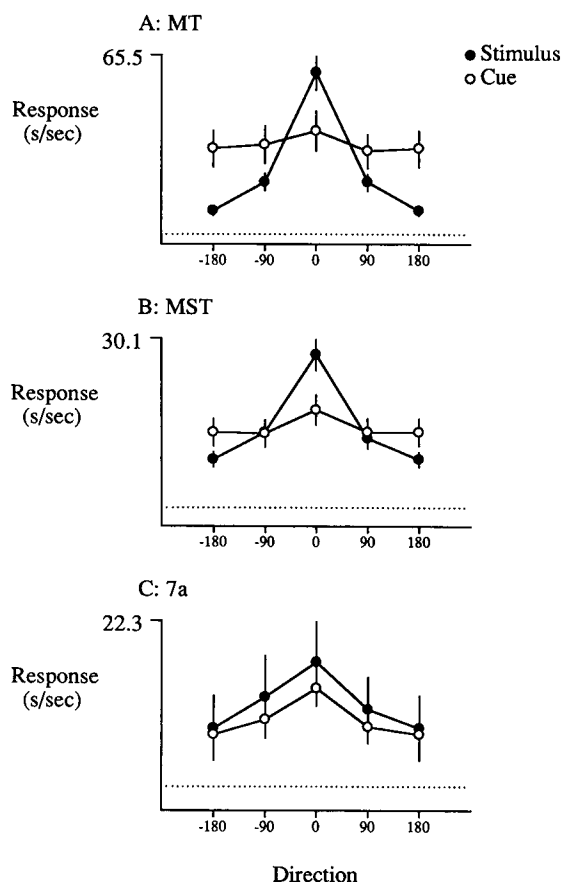 A: MT
65.5
Stimulus
Cue
Response
(s/sec)
-180 -90 0 90 180
B: MST
30.1
Response
(s/sec)
-180 -90 0 90 180
C: 7a
22.3
Response
(s/sec)
-180 -90 0 90 180
Direction